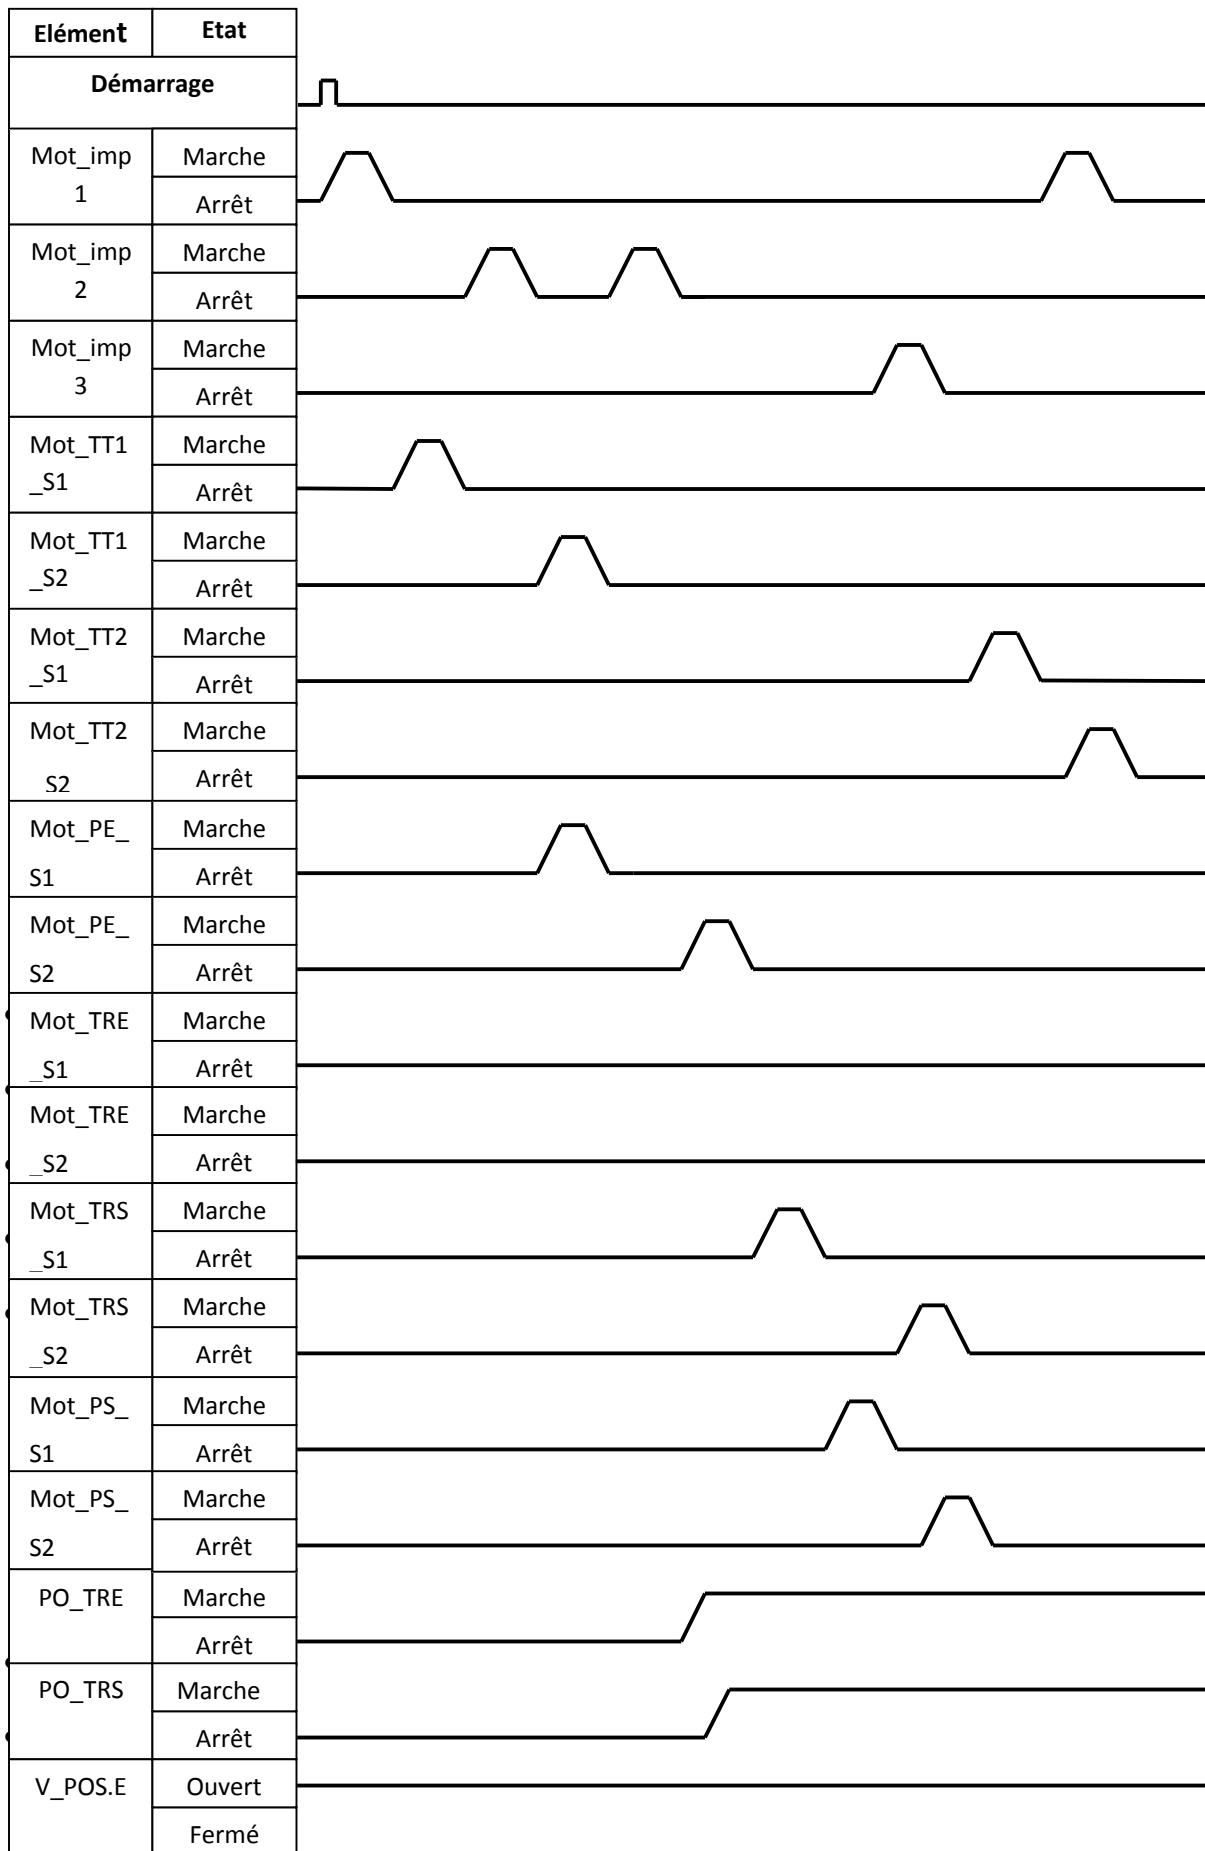 Elément Etat
Démarrage
Mot_imp Marche
1 Arrêt
Mot_imp Marche
2 Arrêt
Mot_imp Marche
3 Arrêt
Mot_TT1 Marche
_S1 Arrêt
Mot_TT1 Marche
_S2 Arrêt
Mot_TT2 Marche
_S1 Arrêt
Mot_TT2 Marche
S2 Arrêt
Mot_PE_ Marche
S1 Arrêt
Mot_PE_ Marche
S2 Arrêt
Mot_TRE Marche
_S1 Arrêt
Mot_TRE Marche
_S2 Arrêt
Mot_TRS Marche
_S1 Arrêt
Mot_TRS Marche
_S2 Arrêt
Mot_PS_ Marche
S1 Arrêt
Mot_PS_ Marche
S2 Arrêt
PO_TRE Marche
Arrêt
PO_TRS Marche
Arrêt
V_POS.E Ouvert
Fermé